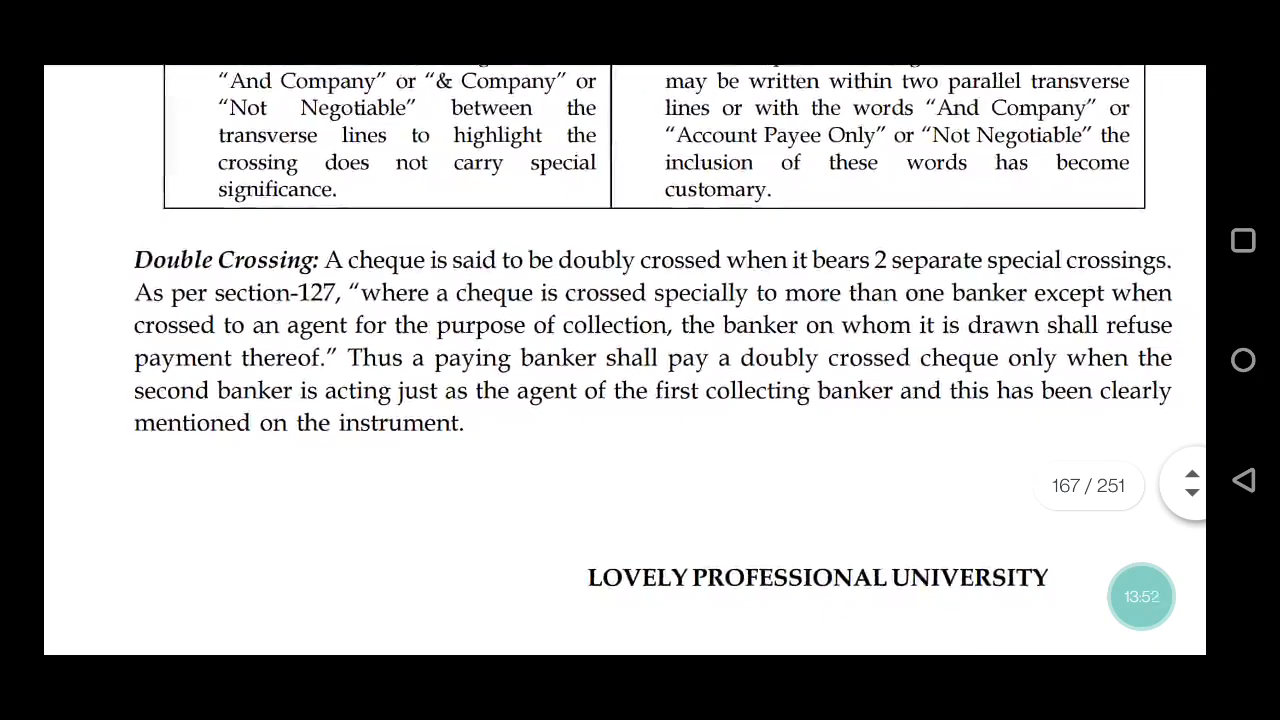 "And Company" or "& Company" or
"Not Negotiable" between the
transverse lines to highlight the
crossing does not carry special
significance.
may be written within two parallel transverse
lines or with the words "And Company" or
"Account Payee Only" or "Not Negotiable" the
inclusion of these words has become
customary.
Double Crossing: A cheque is said to be doubly crossed when it bears 2 separate special crossings.
As per section-127, "where a cheque is crossed specially to more than one banker except when
crossed to an agent for the purpose of collection, the banker on whom it is drawn shall refuse
payment thereof." Thus a paying banker shall pay a doubly crossed cheque only when the
second banker is acting just as the agent of the first collecting banker and this has been clearly
mentioned on the instrument.
167 / 251
LOVELY PROFESSIONAL UNIVERSITY
13:52